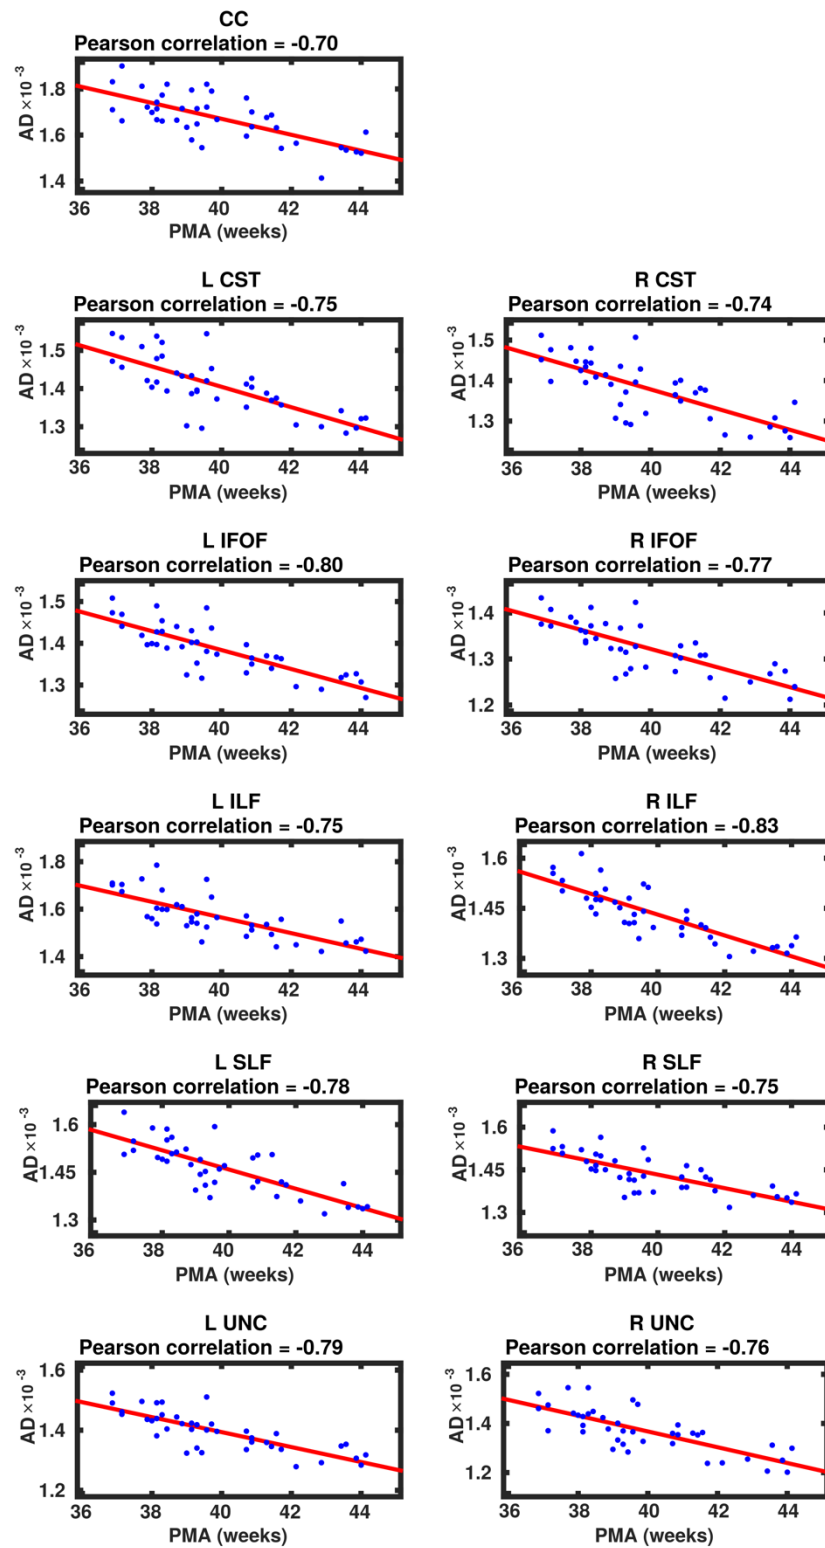 CC
Pearson correlation = -0.70
AD×10⁻³
1.8
1.6
1.4
36 38 40 42 44
PMA (weeks)
L CST
Pearson correlation = -0.75
AD×10⁻³
1.5
1.4
1.3
36 38 40 42 44
PMA (weeks)
R CST
Pearson correlation = -0.74
AD×10⁻³
1.5
1.4
1.3
36 38 40 42 44
PMA (weeks)
L IFOF
Pearson correlation = -0.80
AD×10⁻³
1.5
1.4
1.3
36 38 40 42 44
PMA (weeks)
R IFOF
Pearson correlation = -0.77
AD×10⁻³
1.4
1.3
1.2
36 38 40 42 44
PMA (weeks)
L ILF
Pearson correlation = -0.75
AD×10⁻³
1.8
1.6
1.4
36 38 40 42 44
PMA (weeks)
R ILF
Pearson correlation = -0.83
AD×10⁻³
1.6
1.45
1.3
36 38 40 42 44
PMA (weeks)
L SLF
Pearson correlation = -0.78
AD×10⁻³
1.6
1.45
1.3
36 38 40 42 44
PMA (weeks)
R SLF
Pearson correlation = -0.75
AD×10⁻³
1.6
1.45
1.3
36 38 40 42 44
PMA (weeks)
L UNC
Pearson correlation = -0.79
AD×10⁻³
1.6
1.4
1.2
36 38 40 42 44
PMA (weeks)
R UNC
Pearson correlation = -0.76
AD×10⁻³
1.6
1.4
1.2
36 38 40 42 44
PMA (weeks)